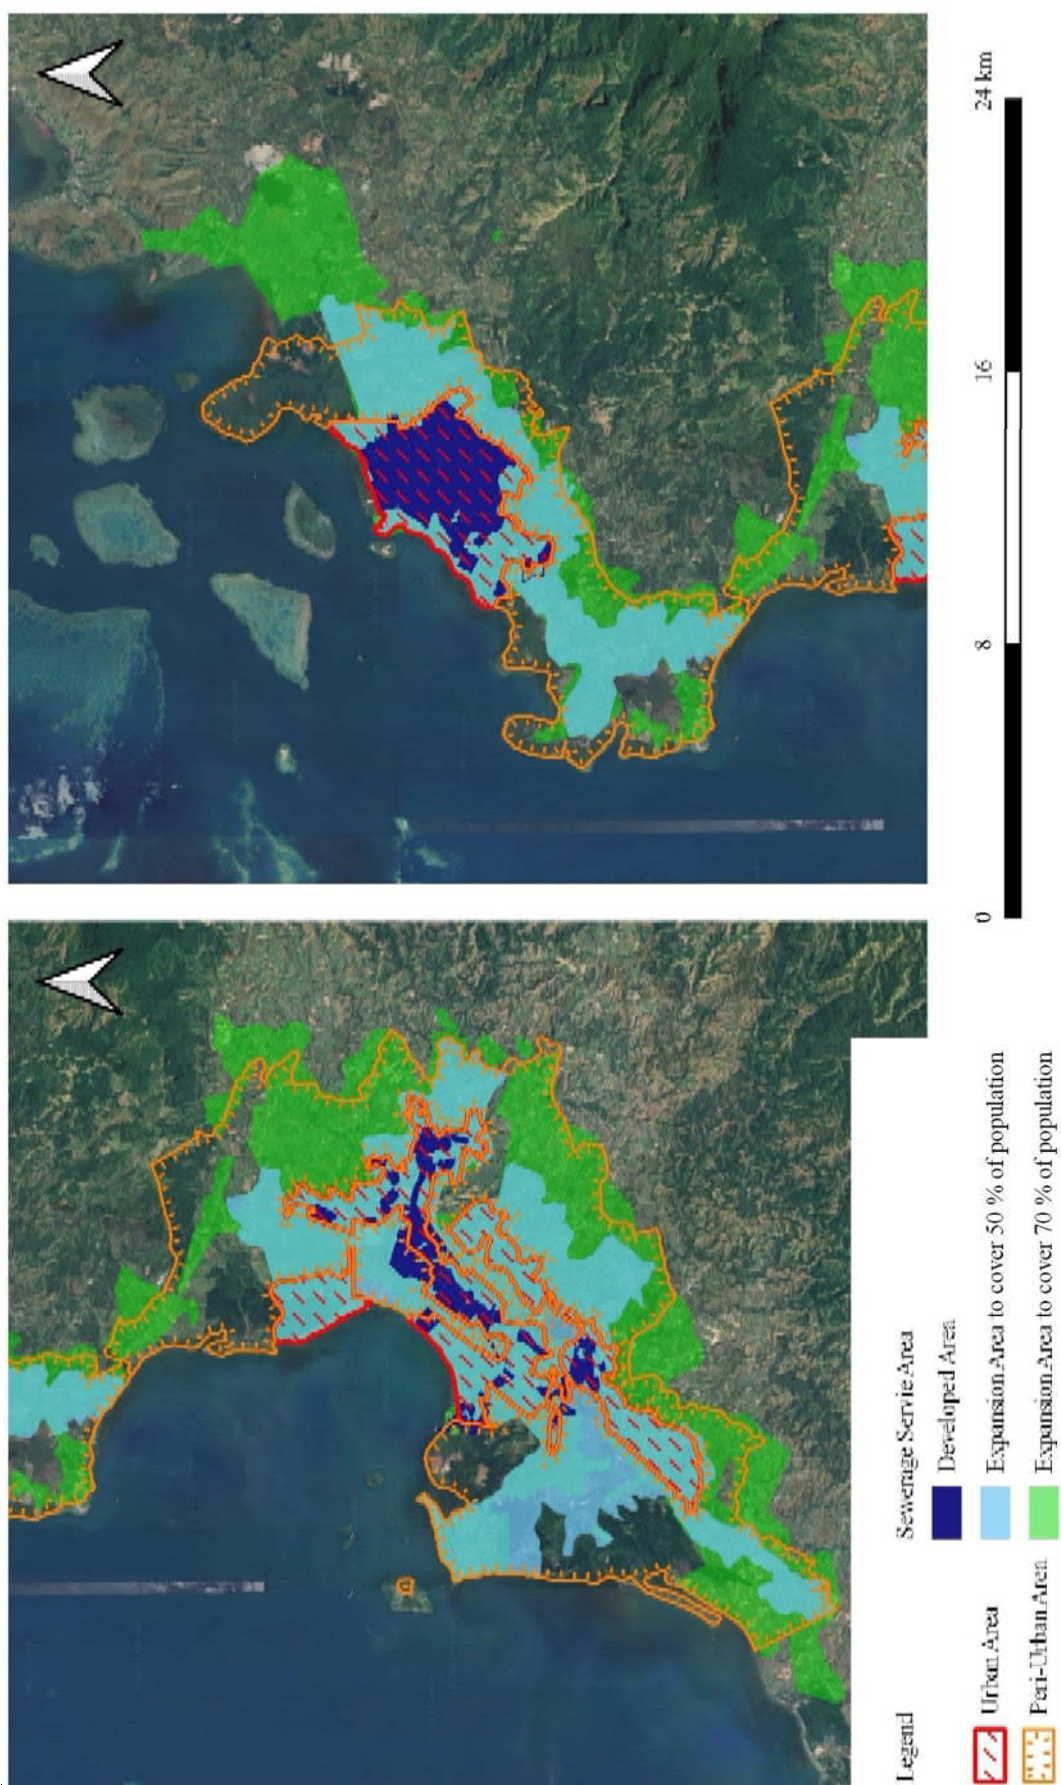 0
8
16
24 km
Legend
Urban Area
Peri-Urban Area
Sewerage Servie Area
Developed Area
Expansion Area to cover 50 % of population
Expansion Area to cover 70 % of population